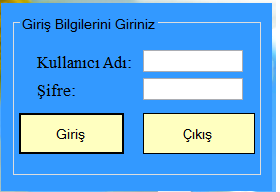 Giriş Bilgilerini Giriniz
Kullanıcı Adı:
Şifre:
Giriş Çıkış